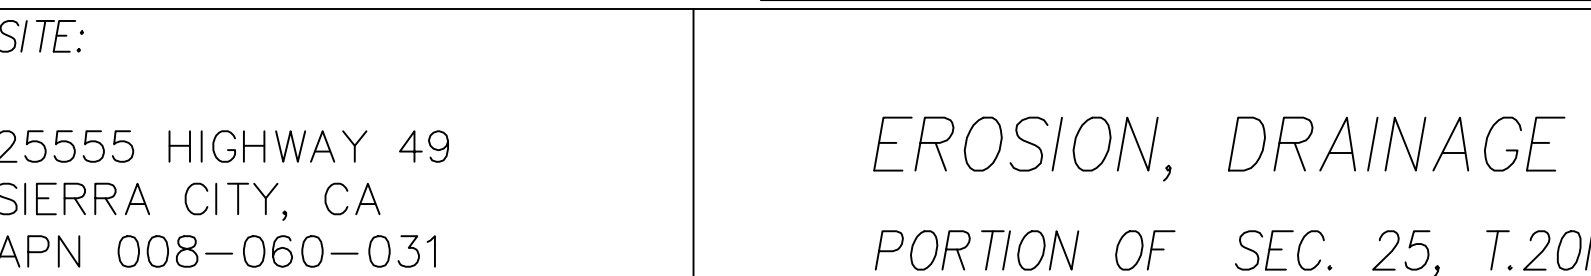 SITE:
25555 HIGHWAY 49
SIERRA CITY, CA
APN 008-060-031
EROSION, DRAINAGE
PORTION OF SEC. 25, T.20